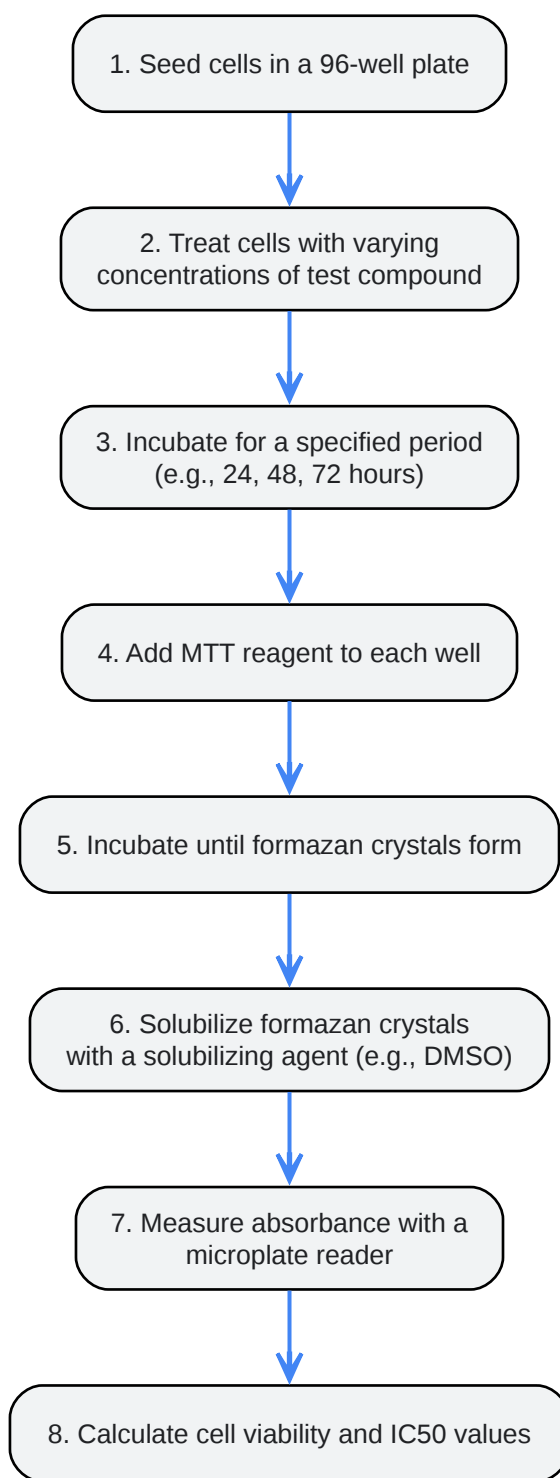 1. Seed cells in a 96-well plate
2. Treat cells with varying
concentrations of test compound
3. Incubate for a specified period
(e.g., 24, 48, 72 hours)
4. Add MTT reagent to each well
5. Incubate until formazan crystals form
6. Solubilize formazan crystals
with a solubilizing agent (e.g., DMSO)
7. Measure absorbance with a
microplate reader
8. Calculate cell viability and IC50 values